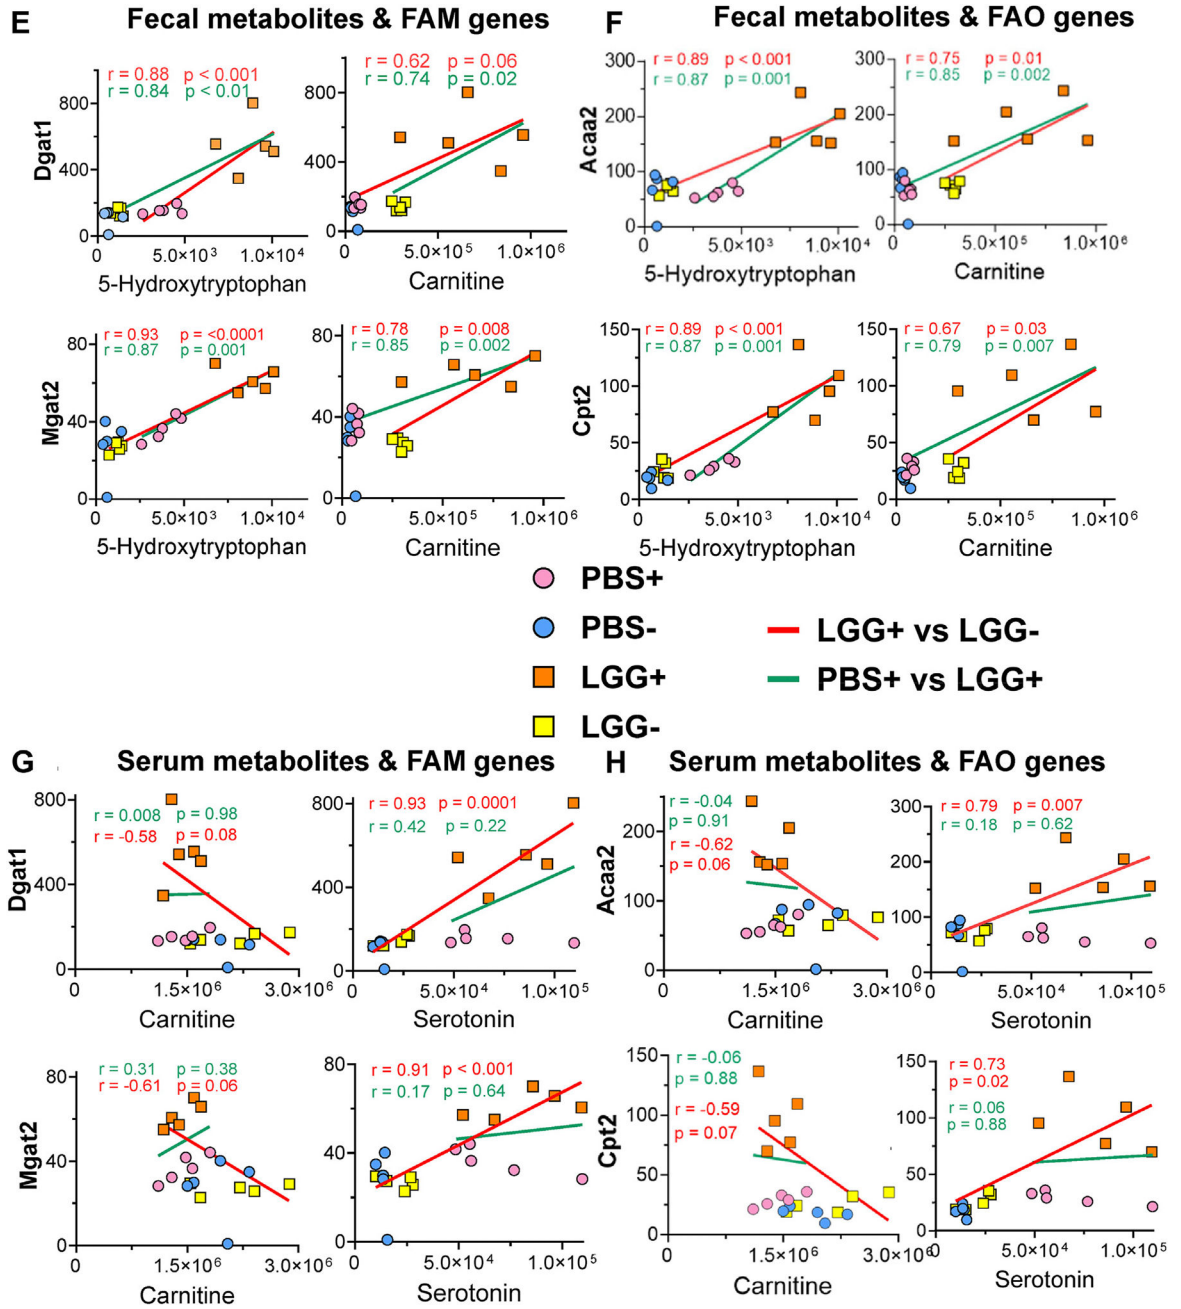 E Fecal metabolites & FAM genes
r = 0.88 p < 0.001
r = 0.84 p < 0.01
800
400
0
Dgat1
0 5.0×10³ 1.0×10⁴
5-Hydroxytryptophan
r = 0.62 p = 0.06
r = 0.74 p = 0.02
800
400
0
0 5.0×10⁵ 1.0×10⁶
Carnitine
r = 0.93 p = <0.0001
r = 0.87 p = 0.001
80
40
0
Mgat2
0 5.0×10³ 1.0×10⁴
5-Hydroxytryptophan
r = 0.78 p = 0.008
r = 0.85 p = 0.002
80
40
0
0 5.0×10⁵ 1.0×10⁶
Carnitine
F Fecal metabolites & FAO genes
r = 0.89 p < 0.001
r = 0.87 p = 0.001
300
200
100
0
Acaa2
0 5.0×10³ 1.0×10⁴
5-Hydroxytryptophan
r = 0.75 p = 0.01
r = 0.85 p = 0.002
300
200
100
0
0 5.0×10⁵ 1.0×10⁶
Carnitine
r = 0.89 p < 0.001
r = 0.87 p = 0.001
150
100
50
0
Cpt2
0 5.0×10³ 1.0×10⁴
5-Hydroxytryptophan
r = 0.67 p = 0.03
r = 0.79 p = 0.007
150
100
50
0
0 5.0×10⁵ 1.0×10⁶
Carnitine
PBS+
PBS-
LGG+
LGG-
LGG+ vs LGG-
PBS+ vs LGG+
G Serum metabolites & FAM genes
r = 0.008 p = 0.98
r = -0.58 p = 0.08
800
400
0
Dgat1
0 1.5×10⁶ 3.0×10⁶
Carnitine
r = 0.93 p = 0.0001
r = 0.42 p = 0.22
800
400
0
0 5.0×10⁴ 1.0×10⁵
Serotonin
r = 0.31 p = 0.38
r = -0.61 p = 0.06
80
40
0
Mgat2
0 1.5×10⁶ 3.0×10⁶
Carnitine
r = 0.91 p < 0.001
r = 0.17 p = 0.64
80
40
0
0 5.0×10⁴ 1.0×10⁵
Serotonin
H Serum metabolites & FAO genes
r = -0.04
p = 0.91
r = -0.62
p = 0.06
200
100
0
Acaa2
0 1.5×10⁶ 3.0×10⁶
Carnitine
r = 0.79 p = 0.007
r = 0.18 p = 0.62
300
200
100
0
0 5.0×10⁴ 1.0×10⁵
Serotonin
r = -0.06
p = 0.88
r = -0.59
p = 0.07
150
100
50
0
Cpt2
0 1.5×10⁶ 3.0×10⁶
Carnitine
r = 0.73
p = 0.02
r = 0.06
p = 0.88
150
100
50
0
0 5.0×10⁴ 1.0×10⁵
Serotonin